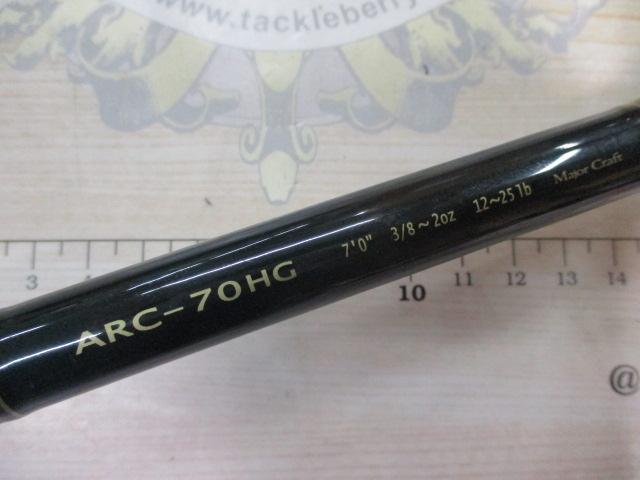 www.tackleberry
ARC-70HG 7'0" 3/8~2oz 12~25lb Major Craft
3 4 10 11 12 13 14
@